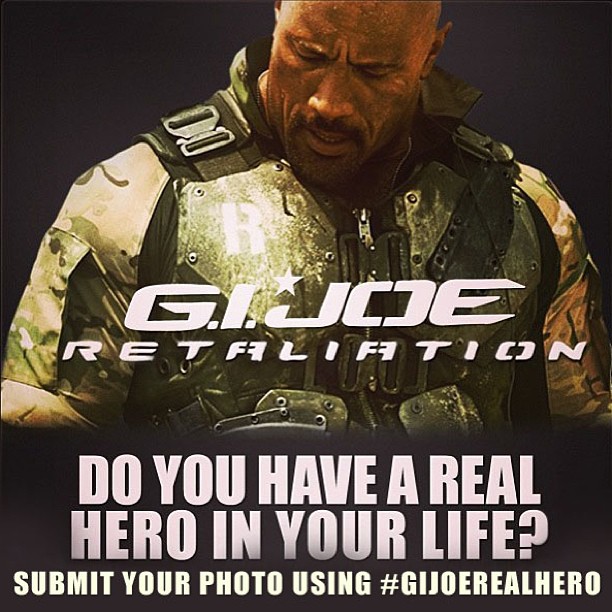 R
G.I.JOE
RETALIATION
DO YOU HAVE A REAL
HERO IN YOUR LIFE?
SUBMIT YOUR PHOTO USING #GIJOEREALHERO